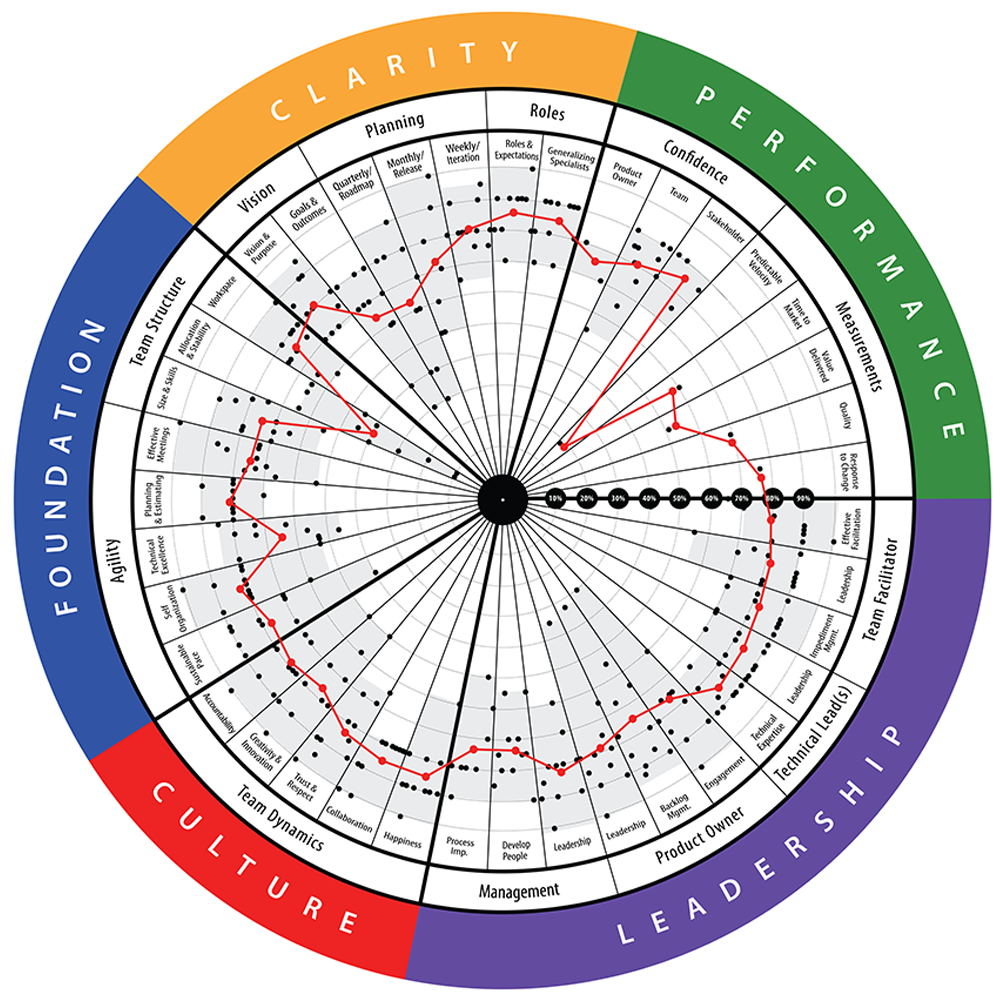 CLARITY
PERFORMANCE
LEADERSHIP
CULTURE
FOUNDATION
Vision
Planning
Roles
Confidence
Measurements
Team Facilitator
Technical Lead(s)
Product Owner
Management
Team Dynamics
Agility
Team Structure
Vision &
Purpose
Goals &
Outcomes
Quarterly/
Roadmap
Monthly/
Release
Weekly/
Iteration
Roles &
Expectations
Generalizing
Specialists
Product
Owner
Team
Stakeholder
Predictable
Velocity
Time to
Market
Value
Delivered
Quality
Response
to Change
Effective
Facilitation
Leadership
Impediment
Mgmt.
Leadership
Technical
Expertise
Engagement
Backlog
Mgmt.
Leadership
Leadership
Develop
People
Process
Imp.
Happiness
Collaboration
Trust &
Respect
Creativity &
Innovation
Accountability
Sustainable
Pace
Self
Organization
Technical
Excellence
Planning
& Estimating
Effective
Meetings
Size & Skills
Allocation
& Stability
Workspace
10% 20% 30% 40% 50% 60% 70% 80% 90%